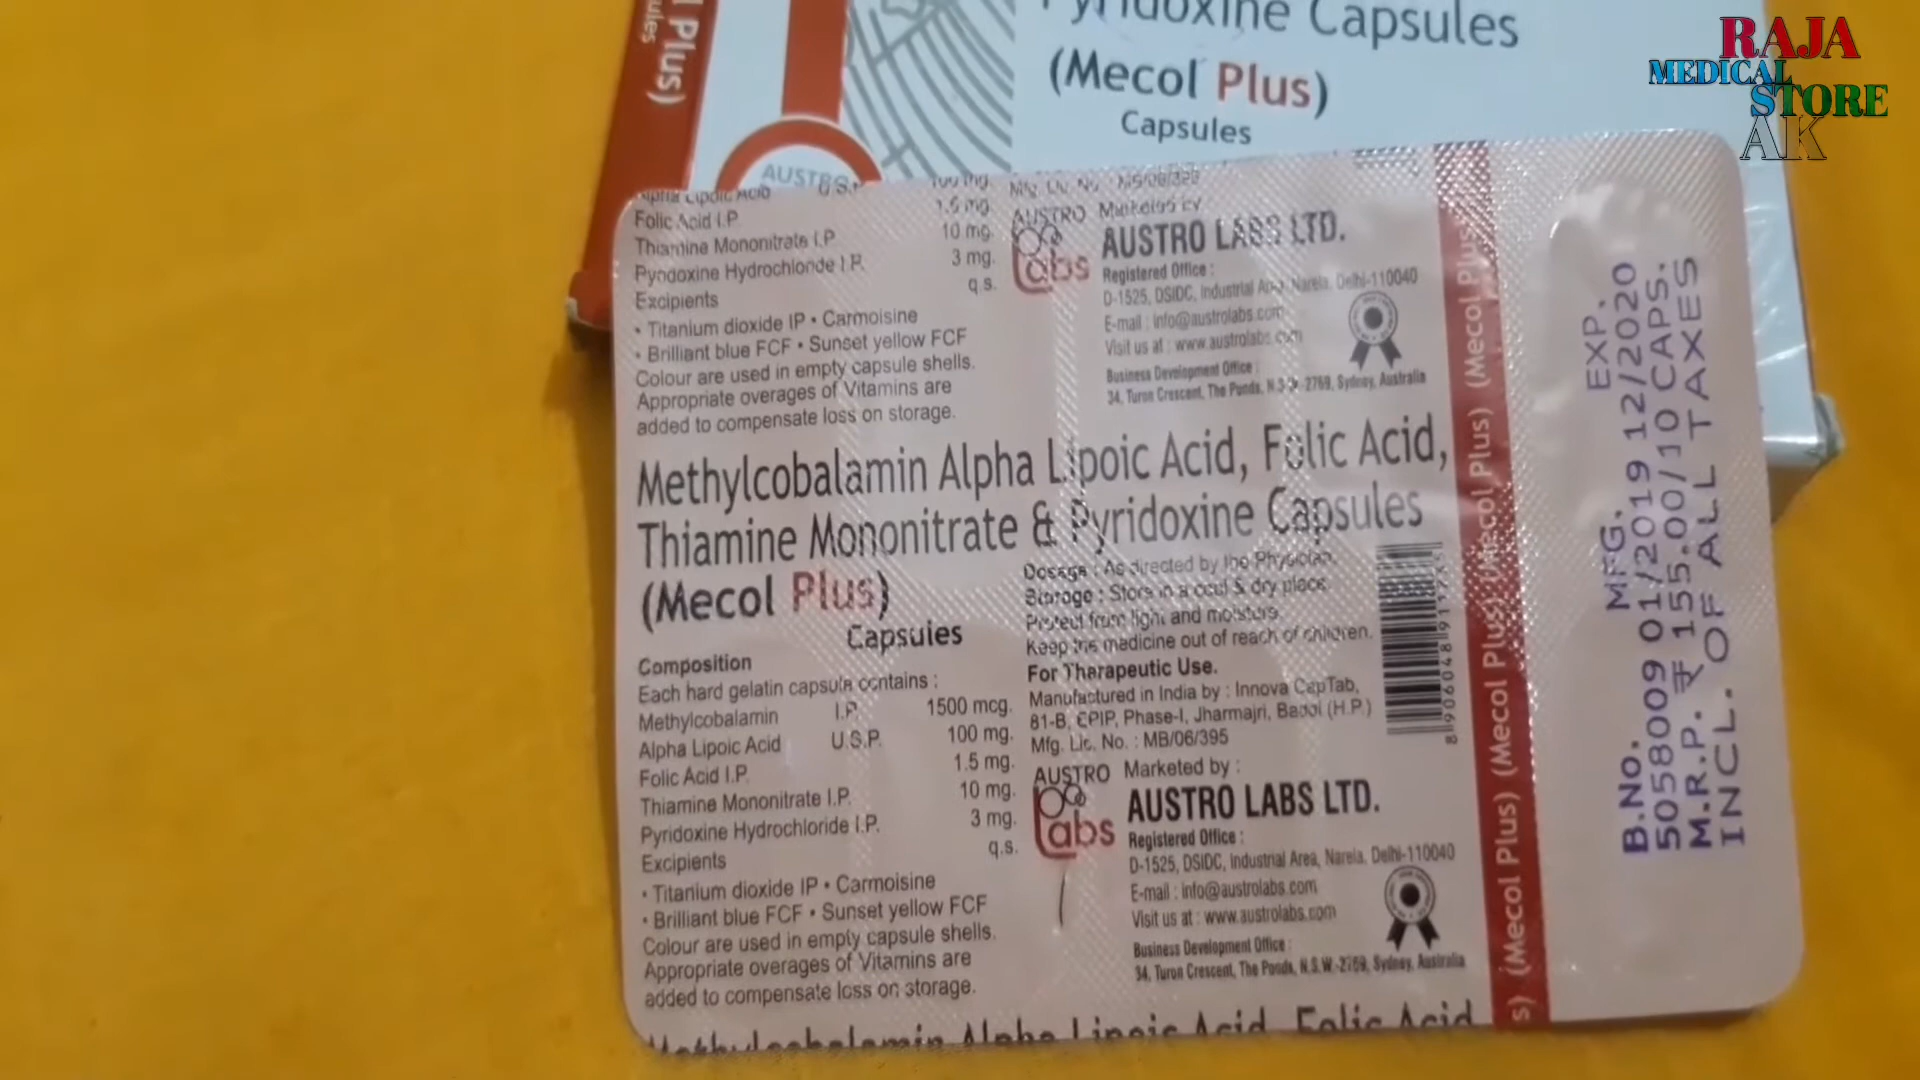 RAJA
MEDICAL
STORE
AK
Plus)
Capsules
(Mecol Plus)
Capsules
AUSTRO
Folic Acid I.P.
Thiamine Mononitrate I.P.
Pyridoxine Hydrochloride I.P.
Excipients
1.5 mg.
10 mg.
3 mg.
q.s.
• Titanium dioxide IP • Carmoisine
• Brilliant blue FCF • Sunset yellow FCF
Colour are used in empty capsule shells.
Appropriate overages of Vitamins are
added to compensate loss on storage.
AUSTRO
Labs
Marketed by
AUSTRO LABS LTD.
Registered Office :
D-1525, DSIDC, Industrial Area, Narela, Delhi-110040
E-mail : info@austrolabs.com
Visit us at : www.austrolabs.com
Business Development Office :
34, Turon Crescent, The Ponds, N.S.W.-2769, Sydney, Australia
Methylcobalamin Alpha Lipoic Acid, Folic Acid,
Thiamine Mononitrate & Pyridoxine Capsules
(Mecol Plus)
Capsules
Composition
Each hard gelatin capsule contains :
Methylcobalamin I.P. 1500 mcg.
Alpha Lipoic Acid U.S.P. 100 mg.
Folic Acid I.P. 1.5 mg.
Thiamine Mononitrate I.P. 10 mg.
Pyridoxine Hydrochloride I.P. 3 mg.
Excipients q.s.
• Titanium dioxide IP • Carmoisine
• Brilliant blue FCF • Sunset yellow FCF
Colour are used in empty capsule shells.
Appropriate overages of Vitamins are
added to compensate loss on storage.
Dosage : As directed by the Physician.
Storage : Store in a cool & dry place.
Protect from light and moisture.
Keep the medicine out of reach of children.
For Tharapeutic Use.
Manufactured in India by : Innova CapTab,
81-B, EPIP, Phase-I, Jharmajri, Baddi (H.P.)
Mfg. Lic. No. : MB/06/395
AUSTRO
Labs
Marketed by :
AUSTRO LABS LTD.
Registered Office :
D-1525, DSIDC, Industrial Area, Narela, Delhi-110040
E-mail : info@austrolabs.com
Visit us at : www.austrolabs.com
Business Development Office :
34, Turon Crescent, The Ponds, N.S.W.-2769, Sydney, Australia
Methylcobalamin Alpha Lipoic Acid, Folic Acid
(Mecol Plus) (Mecol Plus) (Mecol Plus) (Mecol Plus)
B.NO. MFG. EXP.
5058009 01/2019 12/2020
M.R.P. ₹ 155.00/10 CAPS.
INCL. OF ALL TAXES